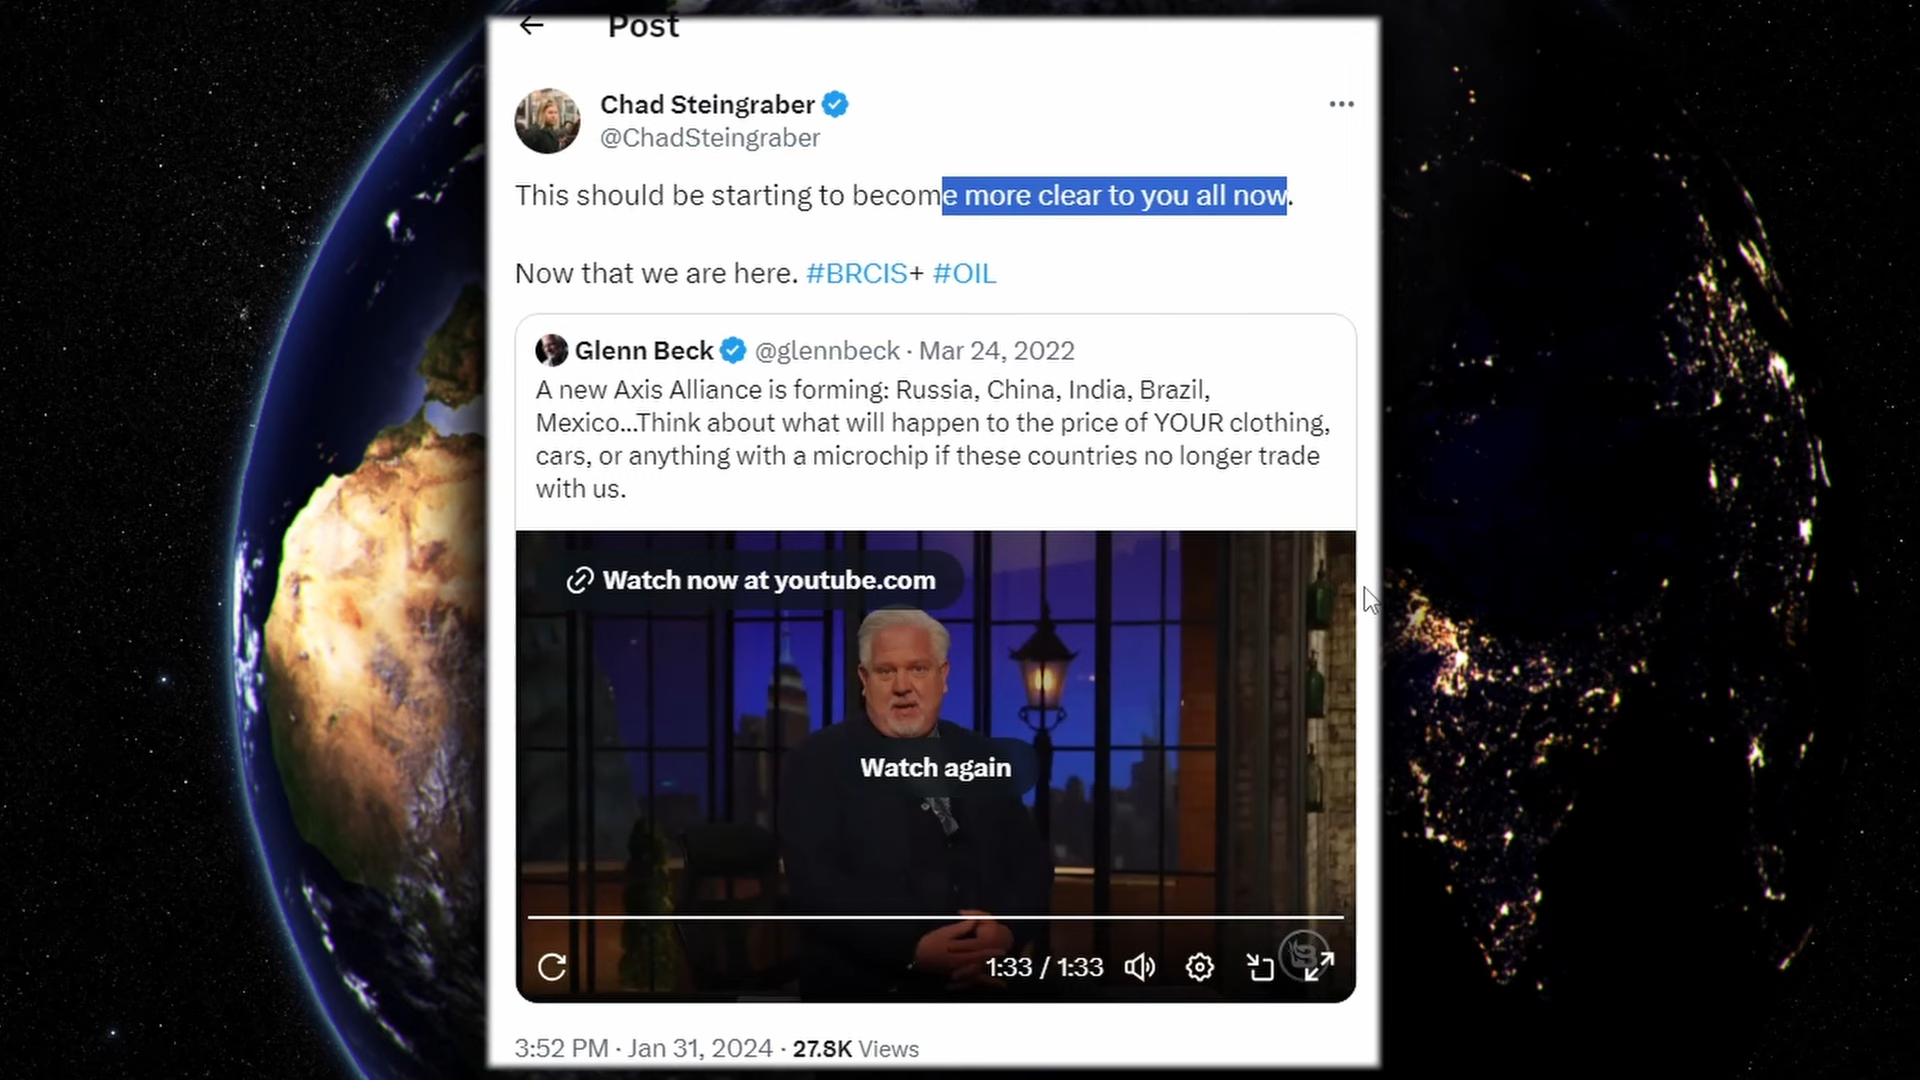 Post
Chad Steingraber
@ChadSteingraber
This should be starting to become more clear to you all now.
Now that we are here. #BRCIS+ #OIL
Glenn Beck @glennbeck · Mar 24, 2022
A new Axis Alliance is forming: Russia, China, India, Brazil,
Mexico...Think about what will happen to the price of YOUR clothing,
cars, or anything with a microchip if these countries no longer trade
with us.
Watch now at youtube.com
Watch again
1:33 / 1:33
3:52 PM · Jan 31, 2024 · 27.8K Views